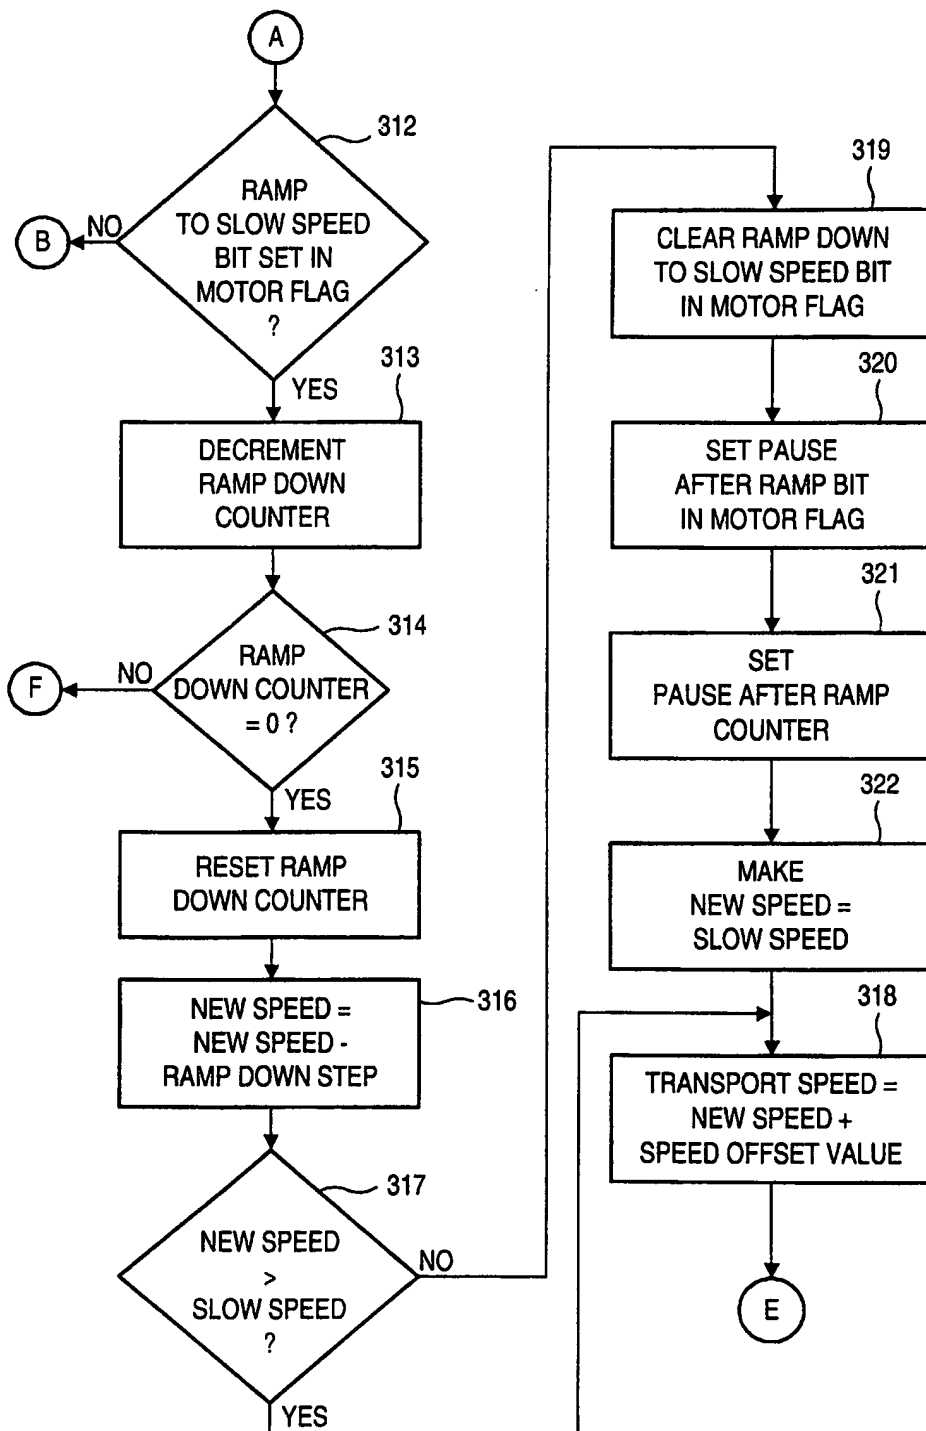 A
312
RAMP
TO SLOW SPEED
BIT SET IN
MOTOR FLAG
?
NO
B
YES
313
DECREMENT
RAMP DOWN
COUNTER
314
RAMP
DOWN COUNTER
= 0 ?
NO
F
YES
315
RESET RAMP
DOWN COUNTER
316
NEW SPEED =
NEW SPEED -
RAMP DOWN STEP
317
NEW SPEED
>
SLOW SPEED
?
NO
YES
319
CLEAR RAMP DOWN
TO SLOW SPEED BIT
IN MOTOR FLAG
320
SET PAUSE
AFTER RAMP BIT
IN MOTOR FLAG
321
SET
PAUSE AFTER RAMP
COUNTER
322
MAKE
NEW SPEED =
SLOW SPEED
318
TRANSPORT SPEED =
NEW SPEED +
SPEED OFFSET VALUE
E